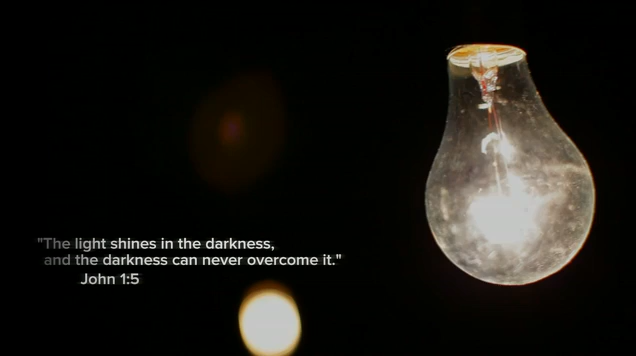 "The light shines in the darkness,
and the darkness can never overcome it."
John 1:5